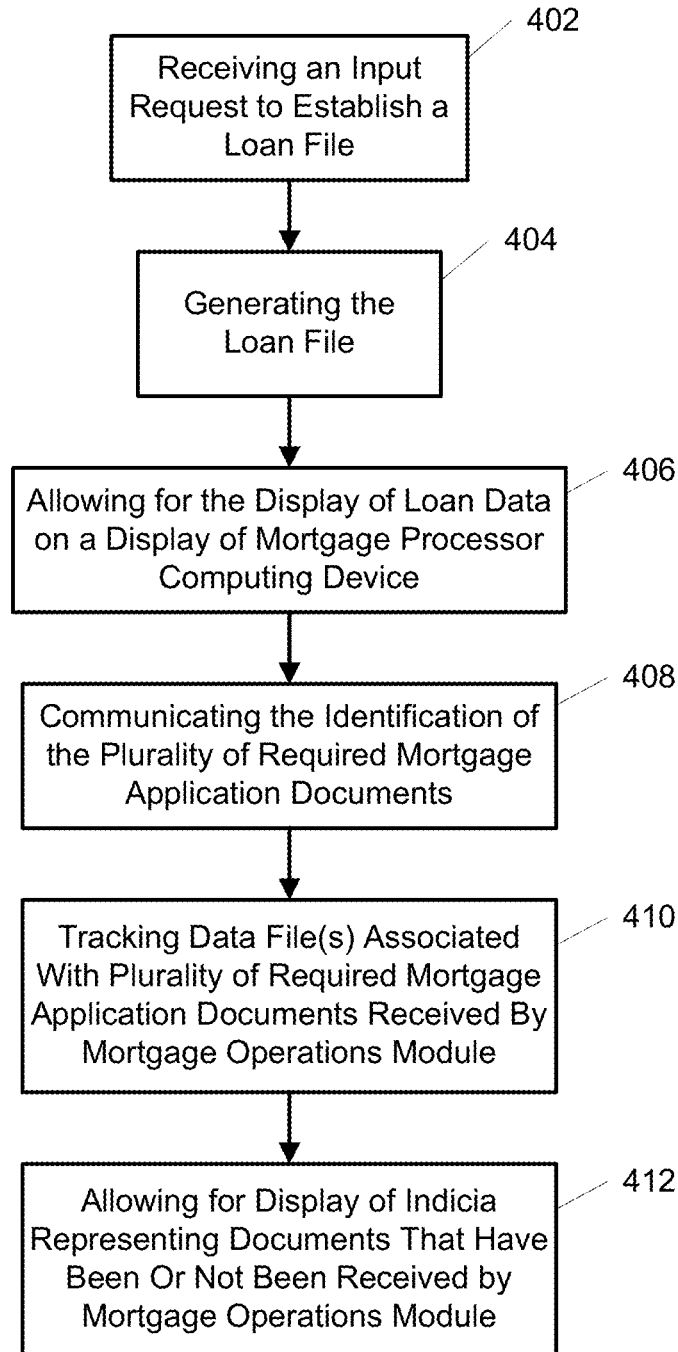 402
Receiving an Input
Request to Establish a
Loan File
404
Generating the
Loan File
406
Allowing for the Display of Loan Data
on a Display of Mortgage Processor
Computing Device
408
Communicating the Identification of
the Plurality of Required Mortgage
Application Documents
410
Tracking Data File(s) Associated
With Plurality of Required Mortgage
Application Documents Received By
Mortgage Operations Module
412
Allowing for Display of Indicia
Representing Documents That Have
Been Or Not Been Received by
Mortgage Operations Module